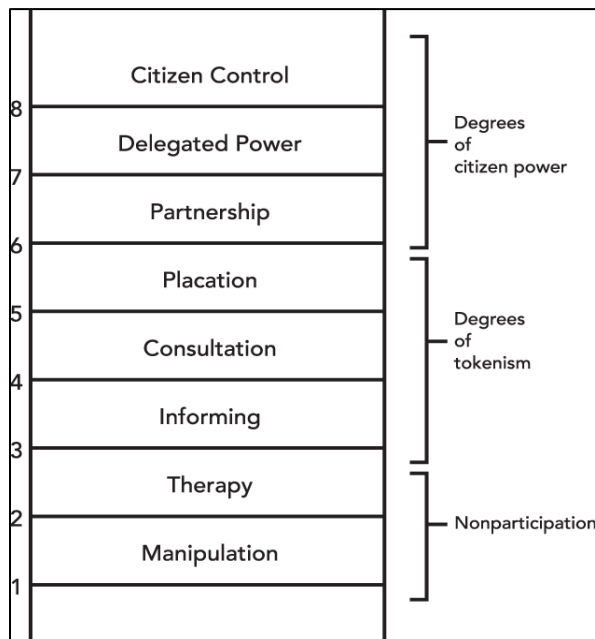 Citizen Control
8
Delegated Power
7
Partnership
6
Placation
5
Consultation
4
Informing
3
Therapy
2
Manipulation
1
Degrees
of
citizen power
Degrees
of
tokenism
Nonparticipation